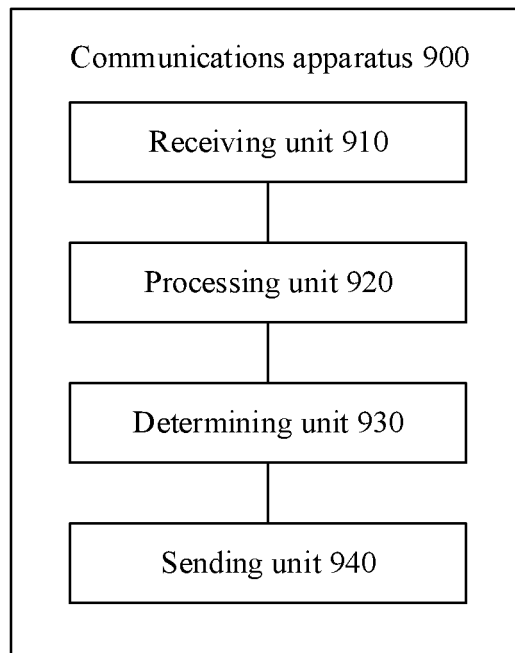 Communications apparatus 900
Receiving unit 910
Processing unit 920
Determining unit 930
Sending unit 940